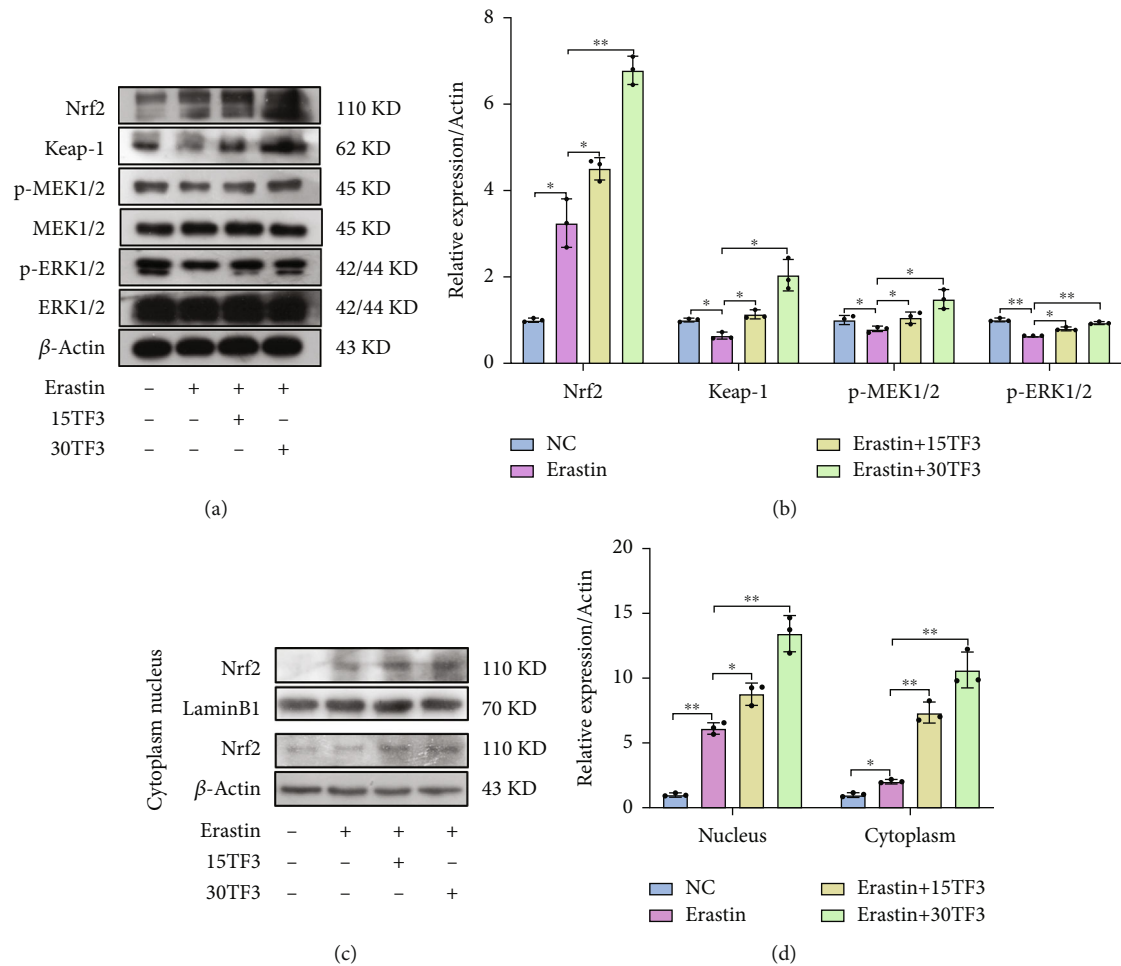 Nrf2 110 KD
Keap-1 62 KD
p-MEK1/2 45 KD
MEK1/2 45 KD
p-ERK1/2 42/44 KD
ERK1/2 42/44 KD
β-Actin 43 KD
Erastin – + + +
15TF3 – – + –
30TF3 – – – +
(a)
Relative expression/Actin
8
6
4
2
0
** * * * * * * * * ** * **
Nrf2 Keap-1 p-MEK1/2 p-ERK1/2
NC Erastin+15TF3
Erastin Erastin+30TF3
(b)
Cytoplasm nucleus
Nrf2 110 KD
LaminB1 70 KD
Nrf2 110 KD
β-Actin 43 KD
Erastin – + + +
15TF3 – – + –
30TF3 – – – +
(c)
Relative expression/Actin
20
15
10
5
0
** * ** * ** **
Nucleus Cytoplasm
NC Erastin+15TF3
Erastin Erastin+30TF3
(d)